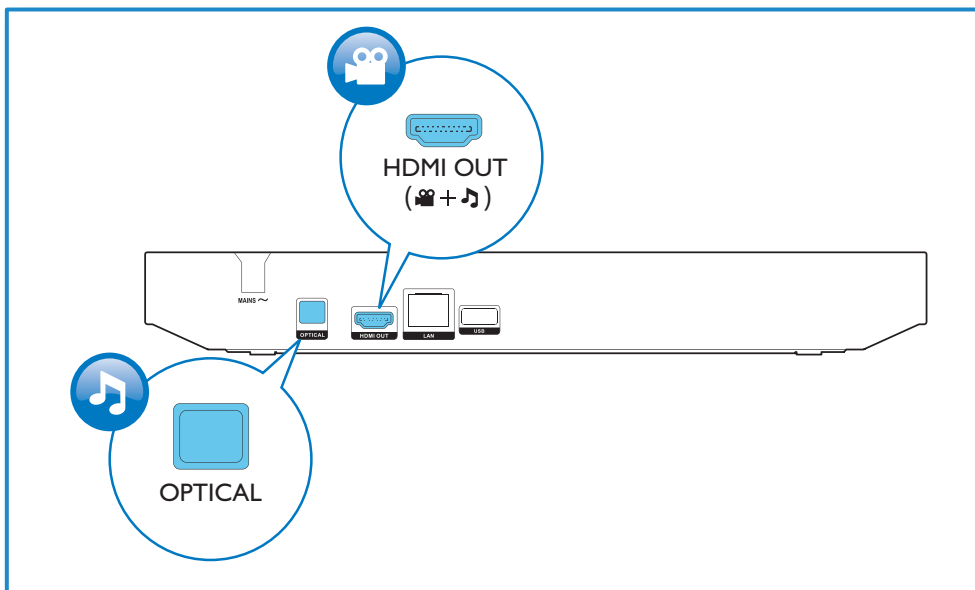 HDMI OUT
( + )
MAINS ~
OPTICAL
HDMI OUT
LAN
USB
OPTICAL